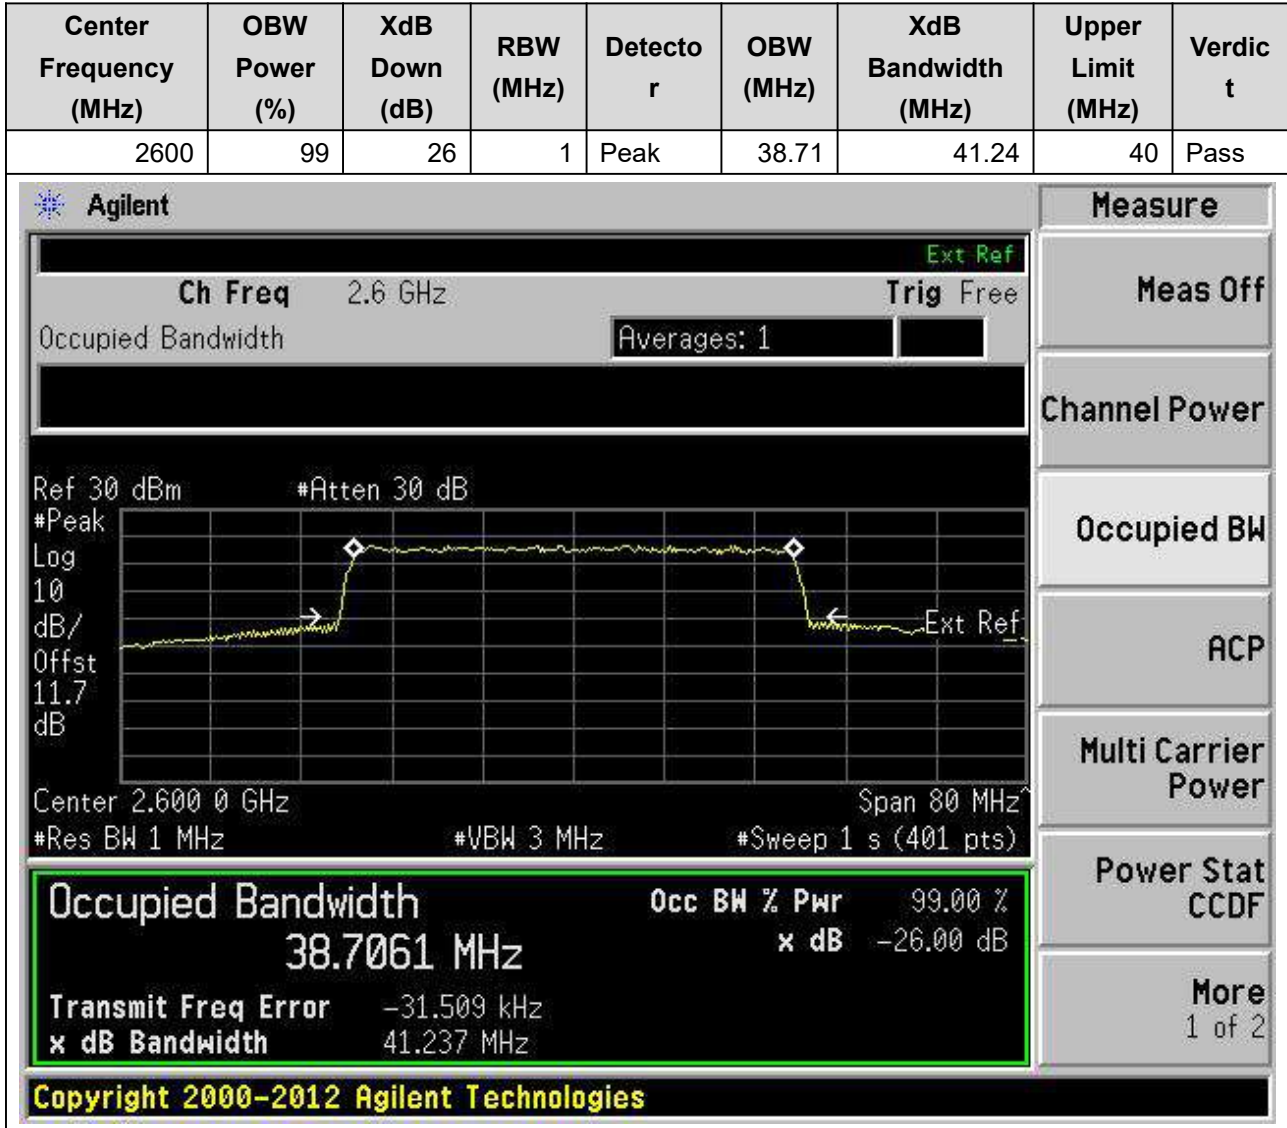 Center Frequency (MHz) OBW Power (%) XdB Down (dB) RBW (MHz) Detecto r OBW (MHz) XdB Bandwidth (MHz) Upper Limit (MHz) Verdic t
2600 99 26 1 Peak 38.71 41.24 40 Pass
Agilent
Measure
Ext Ref
Ch Freq 2.6 GHz Trig Free
Meas Off
Occupied Bandwidth
Averages: 1
Channel Power
Ref 30 dBm #Atten 30 dB
#Peak
Log
10
dB/
Offst
11.7
dB
Ext Ref
Occupied BW
ACP
Multi Carrier
Power
Center 2.600 0 GHz Span 80 MHz^
#Res BW 1 MHz #VBW 3 MHz #Sweep 1 s (401 pts)
Power Stat
CCDF
Occupied Bandwidth
38.7061 MHz
Occ BW % Pwr 99.00 %
x dB -26.00 dB
Transmit Freq Error -31.509 kHz
x dB Bandwidth 41.237 MHz
More
1 of 2
Copyright 2000-2012 Agilent Technologies